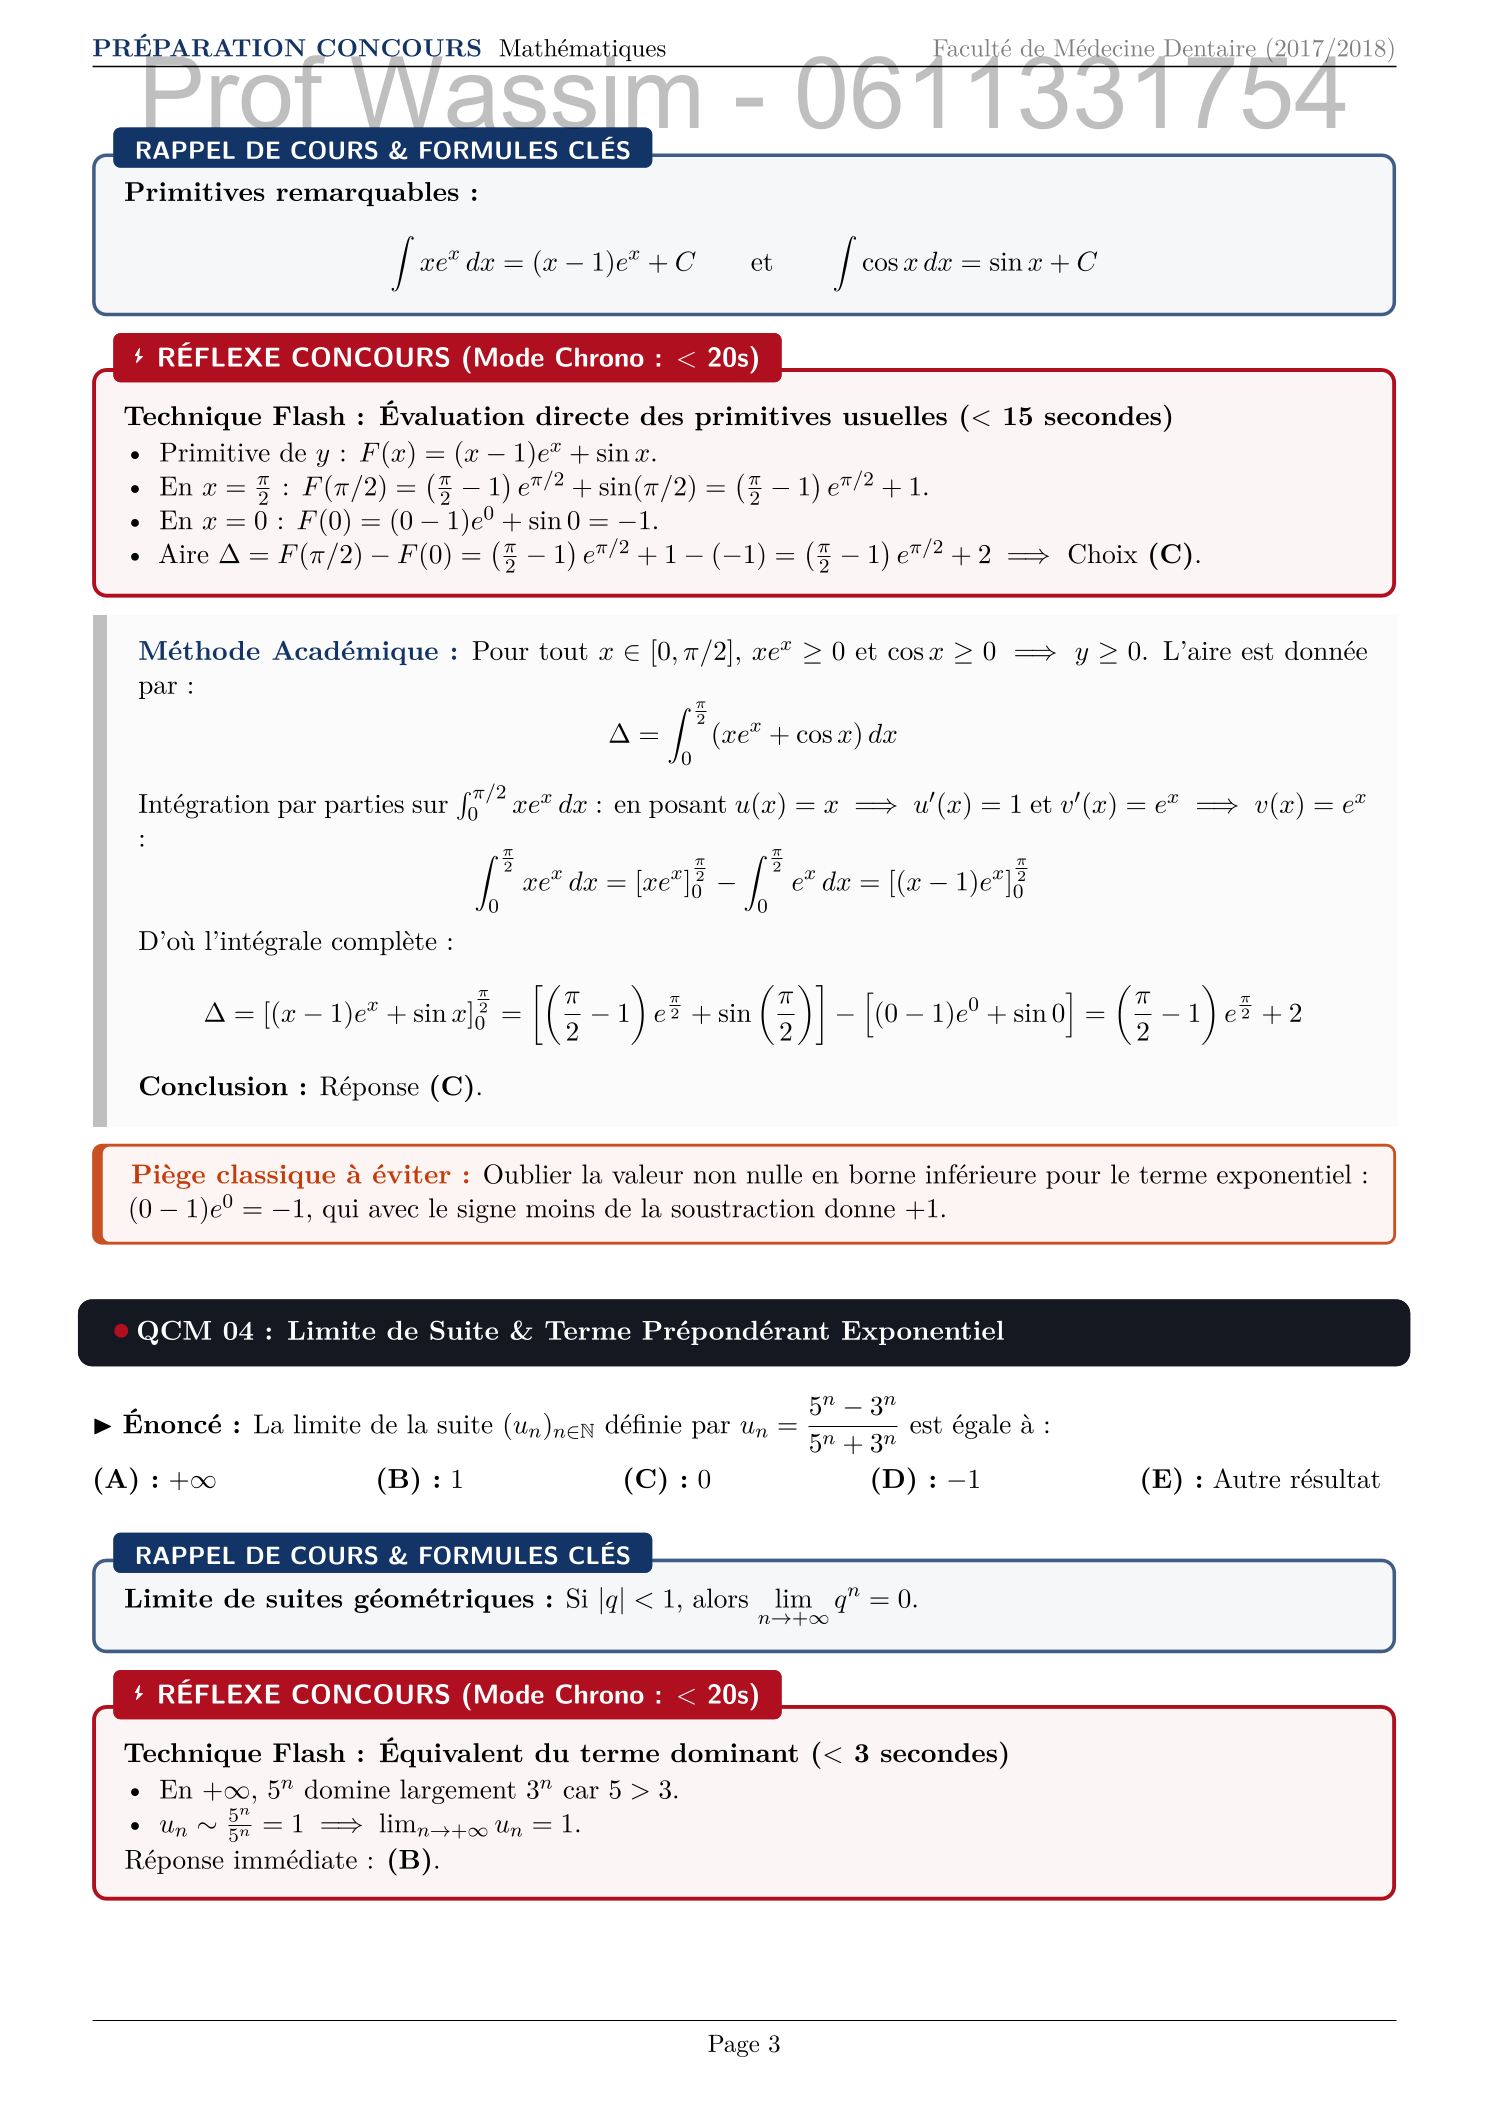 PRÉPARATION CONCOURS Mathématiques Faculté de Médecine Dentaire (2017/2018)
Prof Wassim - 0611331754
RAPPEL DE COURS & FORMULES CLÉS
Primitives remarquables :
∫ xe^x dx = (x − 1)e^x + C et ∫ cos x dx = sin x + C
RÉFLEXE CONCOURS (Mode Chrono : < 20s)
Technique Flash : Évaluation directe des primitives usuelles (< 15 secondes)
• Primitive de y : F(x) = (x − 1)e^x + sin x.
• En x = π/2 : F(π/2) = (π/2 − 1) e^{π/2} + sin(π/2) = (π/2 − 1) e^{π/2} + 1.
• En x = 0 : F(0) = (0 − 1)e^0 + sin 0 = −1.
• Aire Δ = F(π/2) − F(0) = (π/2 − 1) e^{π/2} + 1 − (−1) = (π/2 − 1) e^{π/2} + 2 ⟹ Choix (C).
Méthode Académique : Pour tout x ∈ [0, π/2], xe^x ≥ 0 et cos x ≥ 0 ⟹ y ≥ 0. L'aire est donnée
par :
Δ = ∫_0^{π/2} (xe^x + cos x) dx
Intégration par parties sur ∫_0^{π/2} xe^x dx : en posant u(x) = x ⟹ u′(x) = 1 et v′(x) = e^x ⟹ v(x) = e^x
:
∫_0^{π/2} xe^x dx = [xe^x]_0^{π/2} − ∫_0^{π/2} e^x dx = [(x − 1)e^x]_0^{π/2}
D'où l'intégrale complète :
Δ = [(x − 1)e^x + sin x]_0^{π/2} = [(π/2 − 1) e^{π/2} + sin (π/2)] − [(0 − 1)e^0 + sin 0] = (π/2 − 1) e^{π/2} + 2
Conclusion : Réponse (C).
Piège classique à éviter : Oublier la valeur non nulle en borne inférieure pour le terme exponentiel :
(0 − 1)e^0 = −1, qui avec le signe moins de la soustraction donne +1.
• QCM 04 : Limite de Suite & Terme Prépondérant Exponentiel
▶ Énoncé : La limite de la suite (u_n)_{n∈ℕ} définie par u_n = (5^n − 3^n)/(5^n + 3^n) est égale à :
(A) : +∞ (B) : 1 (C) : 0 (D) : −1 (E) : Autre résultat
RAPPEL DE COURS & FORMULES CLÉS
Limite de suites géométriques : Si |q| < 1, alors lim_{n→+∞} q^n = 0.
RÉFLEXE CONCOURS (Mode Chrono : < 20s)
Technique Flash : Équivalent du terme dominant (< 3 secondes)
• En +∞, 5^n domine largement 3^n car 5 > 3.
• u_n ∼ 5^n/5^n = 1 ⟹ lim_{n→+∞} u_n = 1.
Réponse immédiate : (B).
Page 3